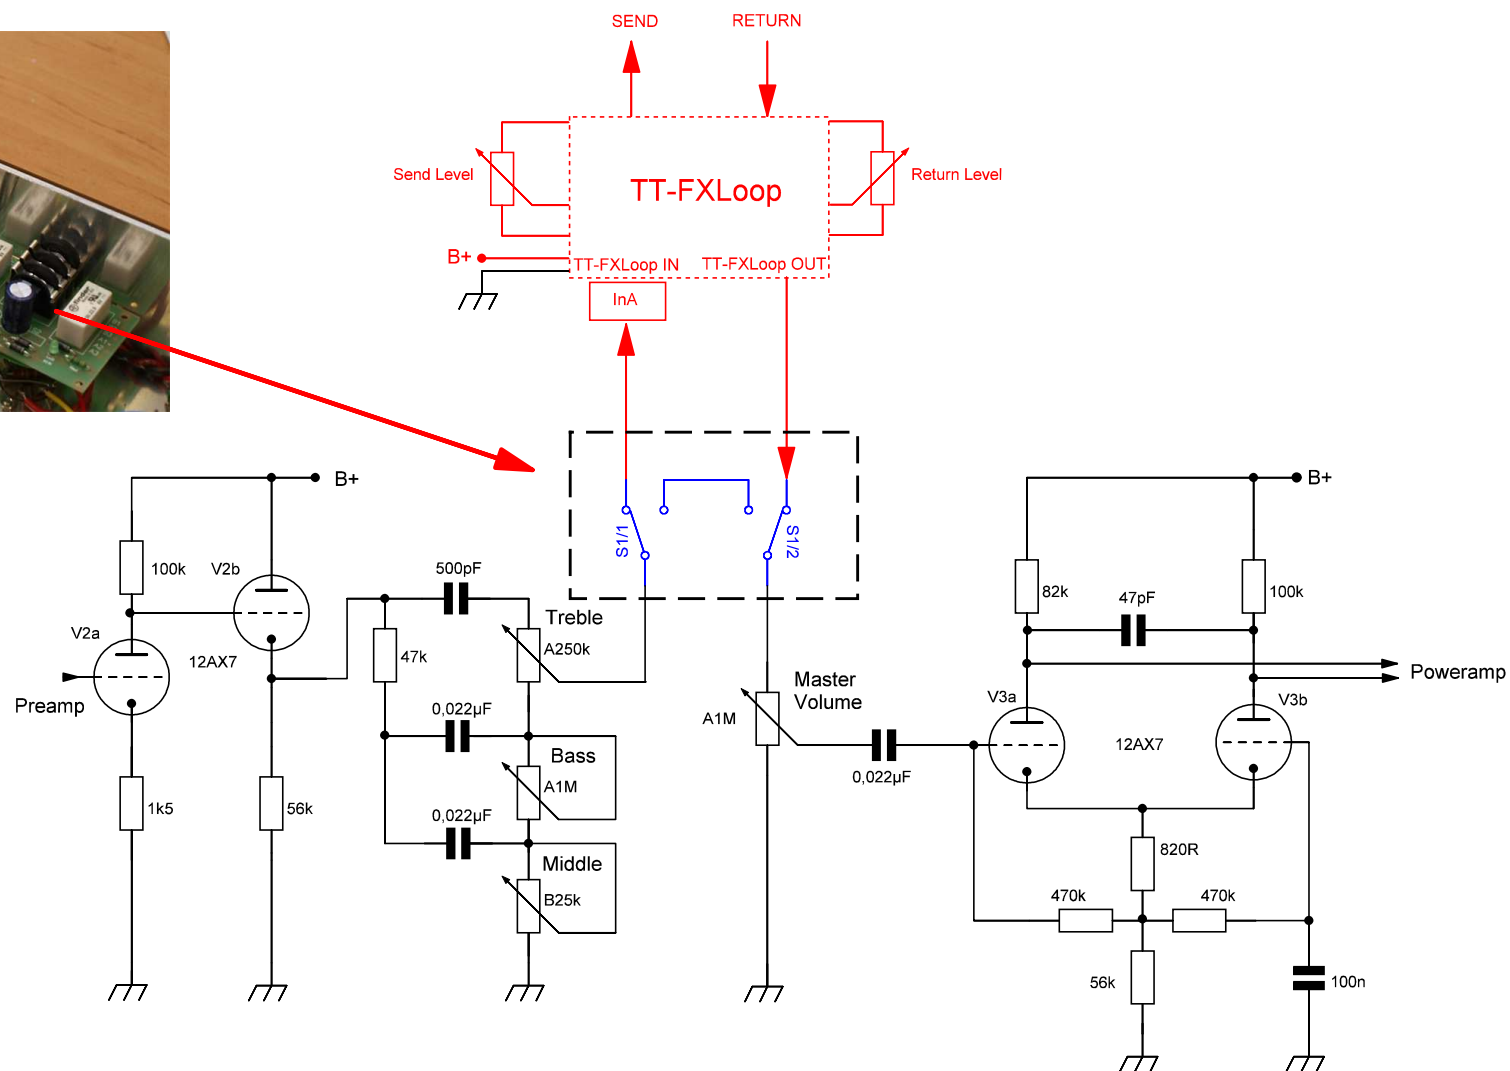 SEND
RETURN
Send Level
TT-FXLoop
Return Level
B+
TT-FXLoop IN
TT-FXLoop OUT
InA
S1/1
S1/2
B+
100k
V2b
V2a
12AX7
Preamp
1k5
56k
500pF
Treble
A250k
47k
0,022µF
Bass
A1M
0,022µF
Middle
B25k
Master
Volume
A1M
0,022µF
B+
82k
47pF
100k
Poweramp
V3a
V3b
12AX7
820R
470k
470k
56k
100n